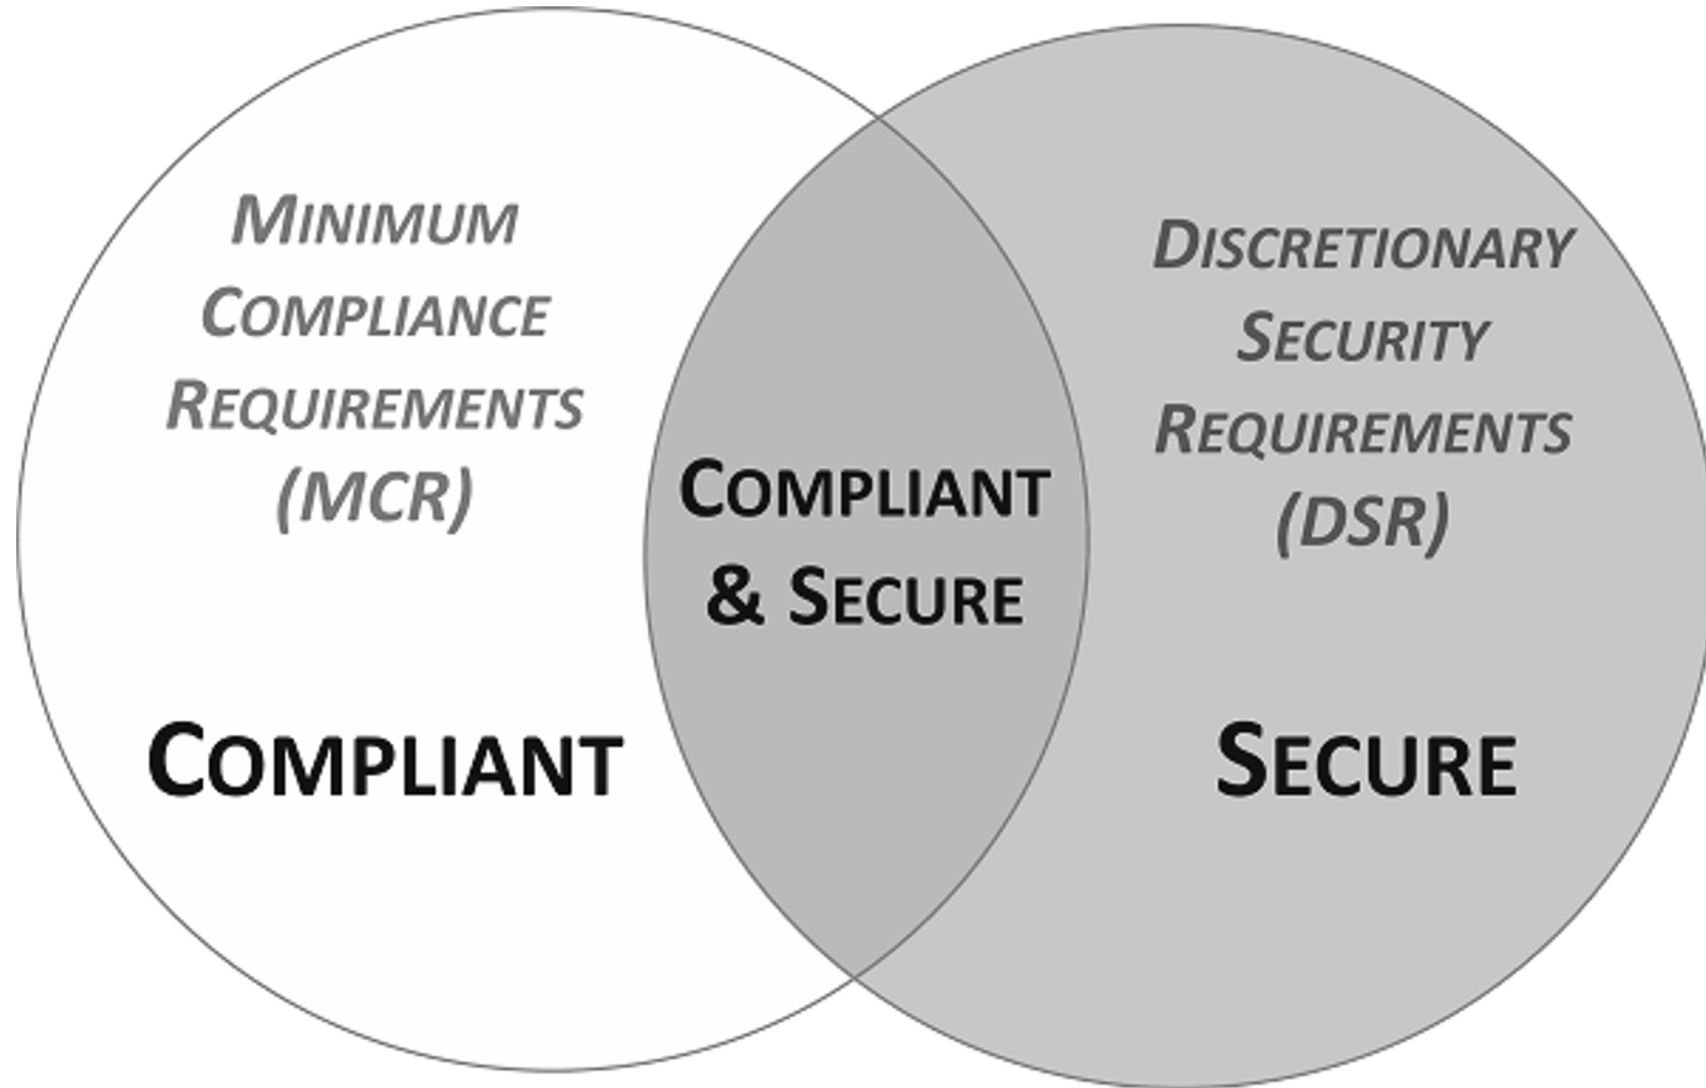 MINIMUM
COMPLIANCE
REQUIREMENTS
(MCR)
COMPLIANT
COMPLIANT
& SECURE
DISCRETIONARY
SECURITY
REQUIREMENTS
(DSR)
SECURE